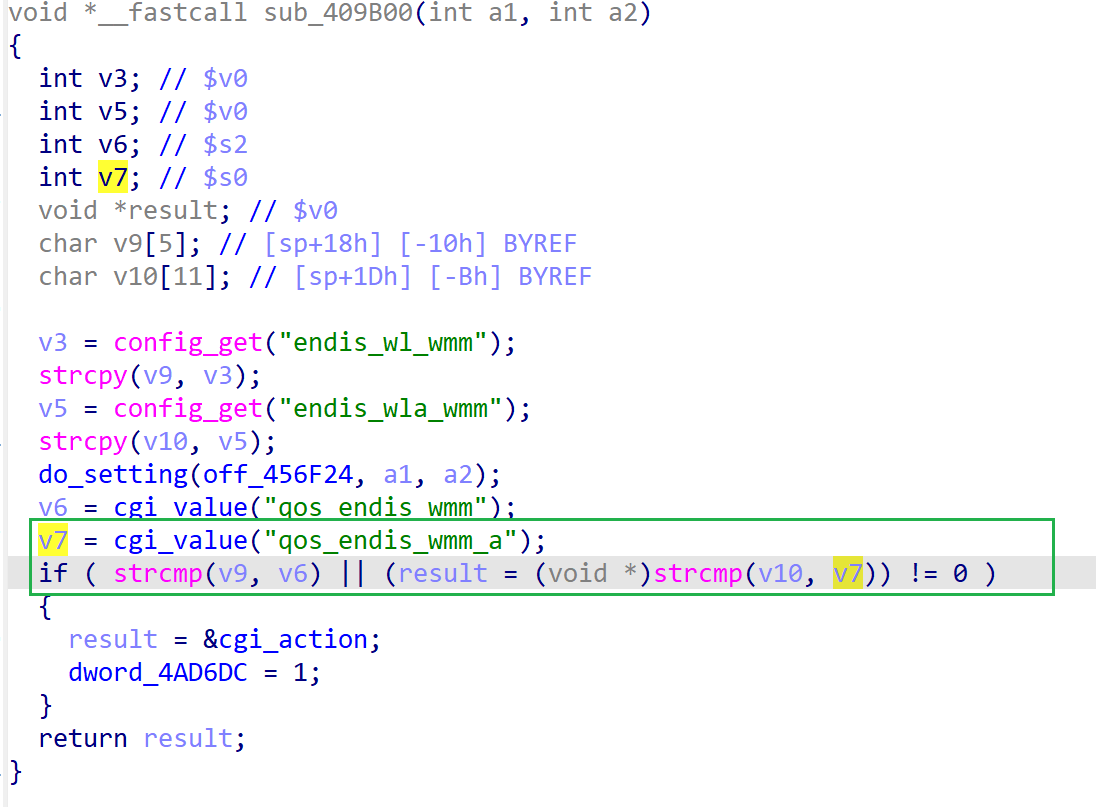 void *__fastcall sub_409B00(int a1, int a2)
{
  int v3; // $v0
  int v5; // $v0
  int v6; // $s2
  int v7; // $s0
  void *result; // $v0
  char v9[5]; // [sp+18h] [-10h] BYREF
  char v10[11]; // [sp+1Dh] [-Bh] BYREF

  v3 = config_get("endis_wl_wmm");
  strcpy(v9, v3);
  v5 = config_get("endis_wla_wmm");
  strcpy(v10, v5);
  do_setting(off_456F24, a1, a2);
  v6 = cgi_value("qos_endis_wmm");
  v7 = cgi_value("qos_endis_wmm_a");
  if ( strcmp(v9, v6) || (result = (void *)strcmp(v10, v7)) != 0 )
  {
    result = &cgi_action;
    dword_4AD6DC = 1;
  }
  return result;
}